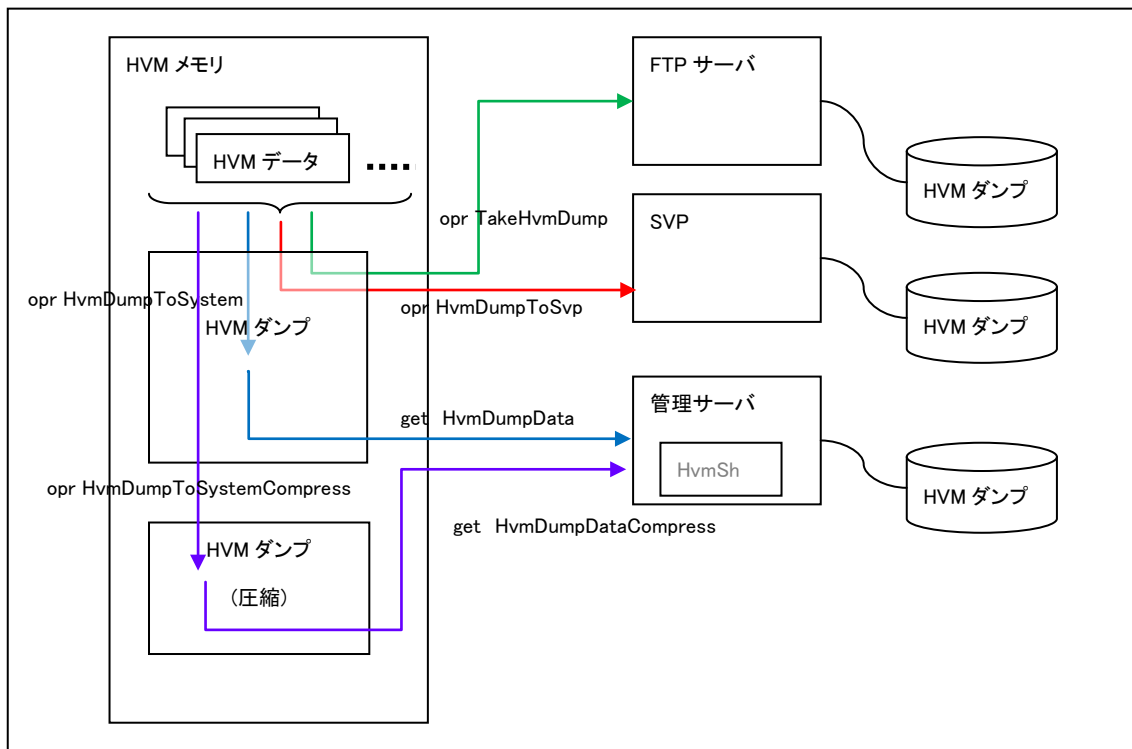 HVM メモリ
HVM データ
････
FTP サーバ
HVM ダンプ
opr TakeHvmDump
SVP
opr HvmDumpToSystem
opr HvmDumpToSvp
HVM ダンプ
HVM ダンプ
管理サーバ
get HvmDumpData
HvmSh
opr HvmDumpToSystemCompress
HVM ダンプ
get HvmDumpDataCompress
HVM ダンプ
(圧縮)